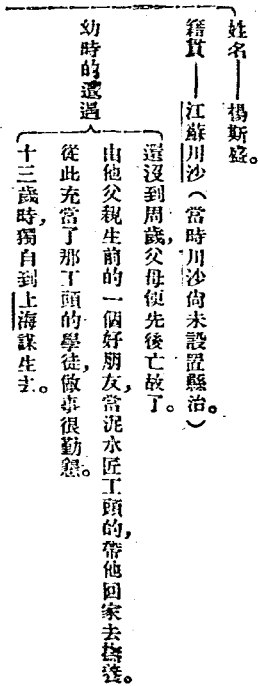 姓名——楊斯盛。
籍貫——江蘇川沙(當時川沙尚未設置縣治。)
幼時的遭遇
還沒到周歲,父母便先後亡故了。
由他父親生前的一個好朋友,當泥水匠工頭的,帶他回家去撫養。
從此充當了那工頭的學徒,做事很勤懇。
十三歲時,獨自到上海謀生去。